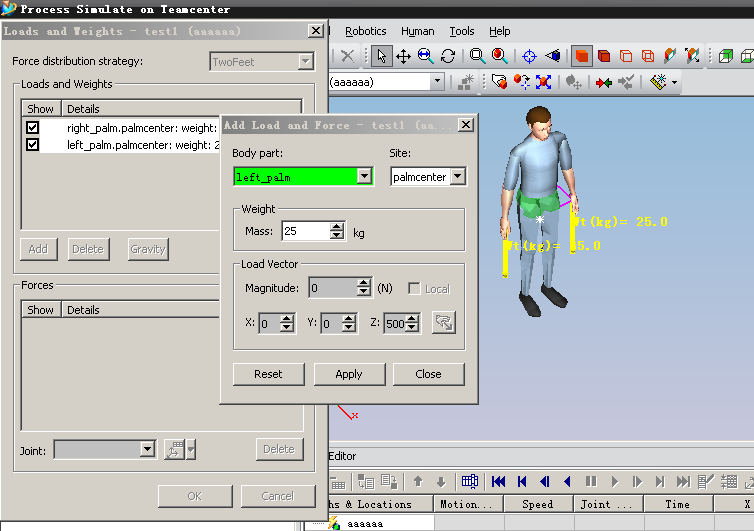 Process Simulate on Teamcenter
Loads and Weights - test1 (aaaaaa)
Robotics Human Tools Help
Force distribution strategy: TwoFeet
(aaaaaa)
Loads and Weights
Show Details
right_palm.palmcenter: weight:
left_palm.palmcenter: weight: 2
Add Delete Gravity
Forces
Show Details
Joint: Delete
OK Cancel
Add Load and Force - test1 (aa...
Body part: Site:
left_palm palmcenter
Weight
Mass: 25 kg
Load Vector
Magnitude: 0 (N) Local
X: 0 Y: 0 Z: 500
Reset Apply Close
Wt(kg)= 25.0
Wt(kg)= 25.0
x
Editor
hs & Locations Motion... Speed Joint ... Time X
aaaaaa